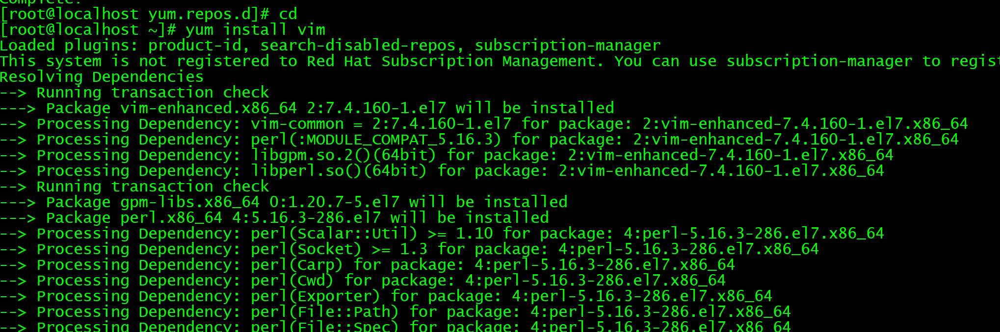 Complete!
[root@localhost yum.repos.d]# cd
[root@localhost ~]# yum install vim
Loaded plugins: product-id, search-disabled-repos, subscription-manager
This system is not registered to Red Hat Subscription Management. You can use subscription-manager to regist
Resolving Dependencies
--> Running transaction check
---> Package vim-enhanced.x86_64 2:7.4.160-1.el7 will be installed
--> Processing Dependency: vim-common = 2:7.4.160-1.el7 for package: 2:vim-enhanced-7.4.160-1.el7.x86_64
--> Processing Dependency: perl(:MODULE_COMPAT_5.16.3) for package: 2:vim-enhanced-7.4.160-1.el7.x86_64
--> Processing Dependency: libgpm.so.2()(64bit) for package: 2:vim-enhanced-7.4.160-1.el7.x86_64
--> Processing Dependency: libperl.so()(64bit) for package: 2:vim-enhanced-7.4.160-1.el7.x86_64
--> Running transaction check
---> Package gpm-libs.x86_64 0:1.20.7-5.el7 will be installed
---> Package perl.x86_64 4:5.16.3-286.el7 will be installed
--> Processing Dependency: perl(Scalar::Util) >= 1.10 for package: 4:perl-5.16.3-286.el7.x86_64
--> Processing Dependency: perl(Socket) >= 1.3 for package: 4:perl-5.16.3-286.el7.x86_64
--> Processing Dependency: perl(Carp) for package: 4:perl-5.16.3-286.el7.x86_64
--> Processing Dependency: perl(Cwd) for package: 4:perl-5.16.3-286.el7.x86_64
--> Processing Dependency: perl(Exporter) for package: 4:perl-5.16.3-286.el7.x86_64
--> Processing Dependency: perl(File::Path) for package: 4:perl-5.16.3-286.el7.x86_64
--> Processing Dependency: perl(File::Spec) for package: 4:perl-5.16.3-286.el7.x86_64